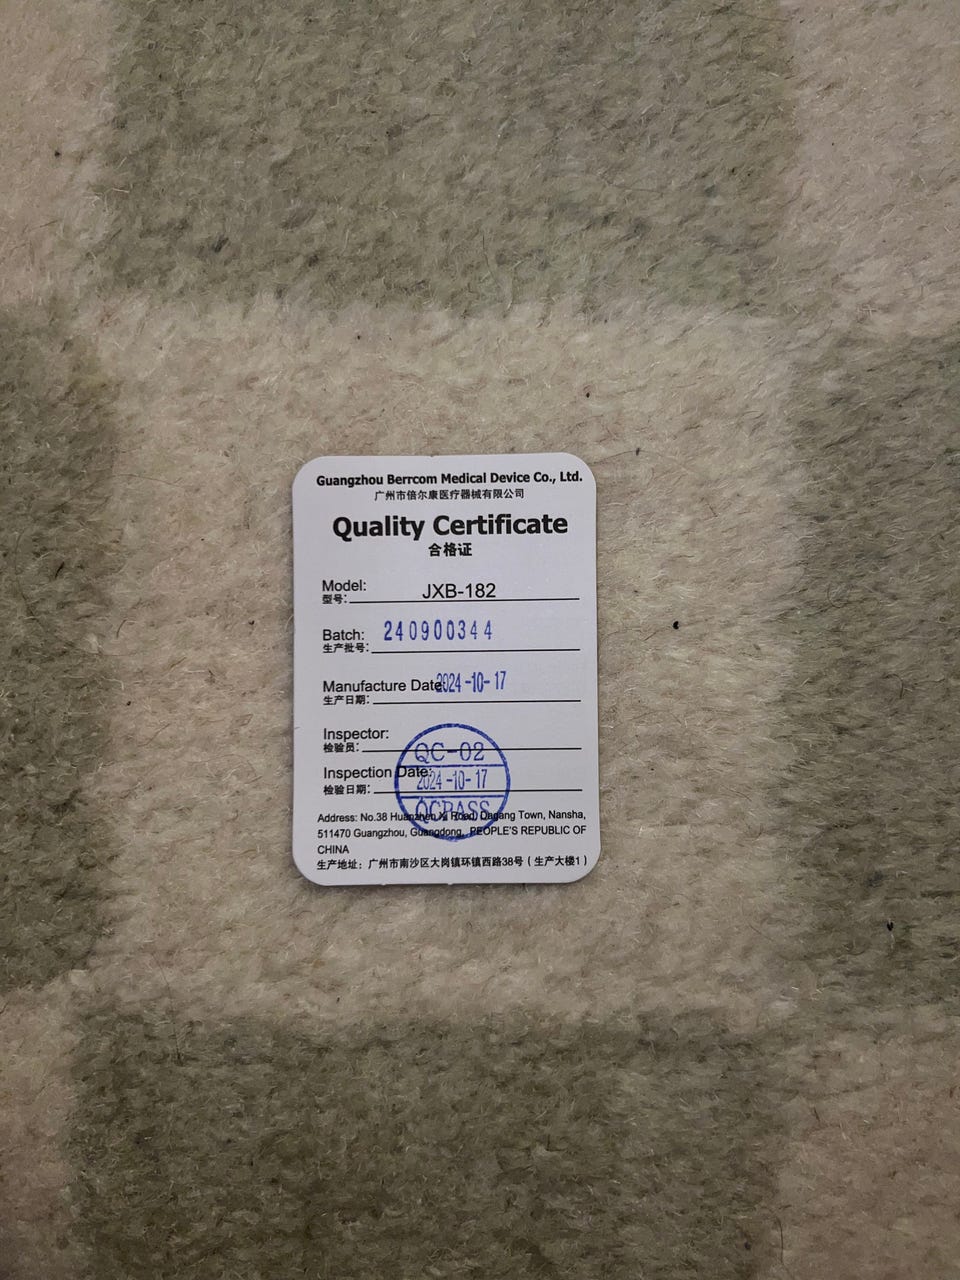 Guangzhou Berrcom Medical Device Co., Ltd.
广州市倍尔康医疗器械有限公司
Quality Certificate
合格证
Model: JXB-182
型号:
Batch: 240900344
生产批号:
Manufacture Date: 2024-10-17
生产日期:
Inspector:
检验员:
QC-02
Inspection Date:
2024-10-17
检验日期:
QCPASS
Address: No.38 Huanzhen Xi Road, Dagang Town, Nansha,
511470 Guangzhou, Guangdong, PEOPLE'S REPUBLIC OF
CHINA
生产地址: 广州市南沙区大岗镇环镇西路38号 ( 生产大楼1 )